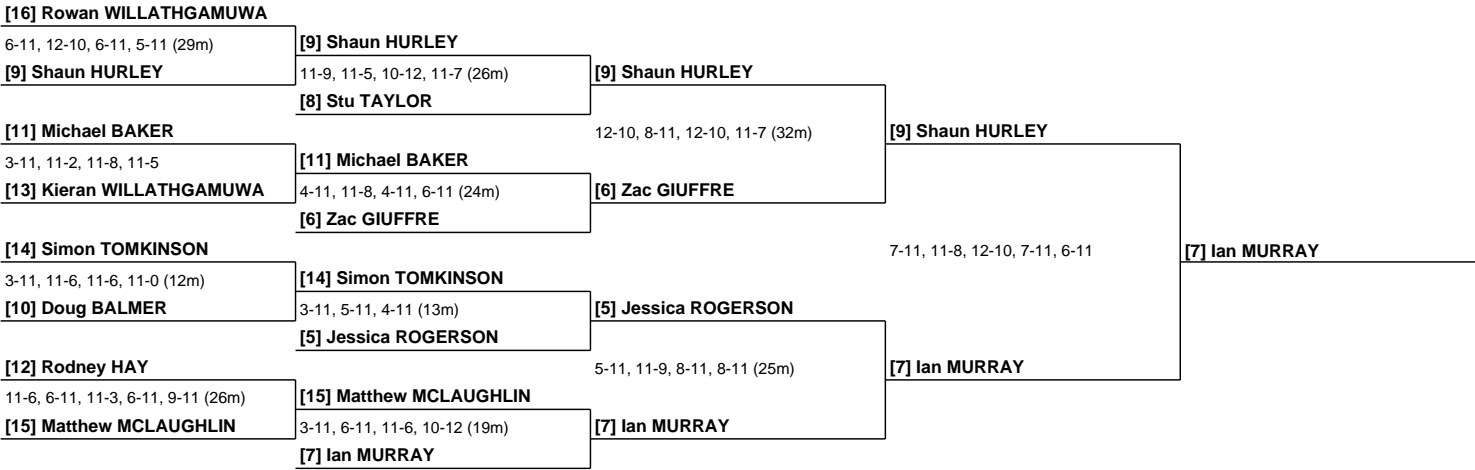 [16] Rowan WILLATHGAMUWA
6-11, 12-10, 6-11, 5-11 (29m)
[9] Shaun HURLEY
[9] Shaun HURLEY
11-9, 11-5, 10-12, 11-7 (26m)
[9] Shaun HURLEY
[8] Stu TAYLOR
[11] Michael BAKER
12-10, 8-11, 12-10, 11-7 (32m)
[9] Shaun HURLEY
3-11, 11-2, 11-8, 11-5
[11] Michael BAKER
[13] Kieran WILLATHGAMUWA
4-11, 11-8, 4-11, 6-11 (24m)
[6] Zac GIUFFRE
[6] Zac GIUFFRE
[14] Simon TOMKINSON
7-11, 11-8, 12-10, 7-11, 6-11
[7] Ian MURRAY
3-11, 11-6, 11-6, 11-0 (12m)
[14] Simon TOMKINSON
[10] Doug BALMER
3-11, 5-11, 4-11 (13m)
[5] Jessica ROGERSON
[5] Jessica ROGERSON
[12] Rodney HAY
5-11, 11-9, 8-11, 8-11 (25m)
[7] Ian MURRAY
11-6, 6-11, 11-3, 6-11, 9-11 (26m)
[15] Matthew MCLAUGHLIN
[15] Matthew MCLAUGHLIN
3-11, 6-11, 11-6, 10-12 (19m)
[7] Ian MURRAY
[7] Ian MURRAY